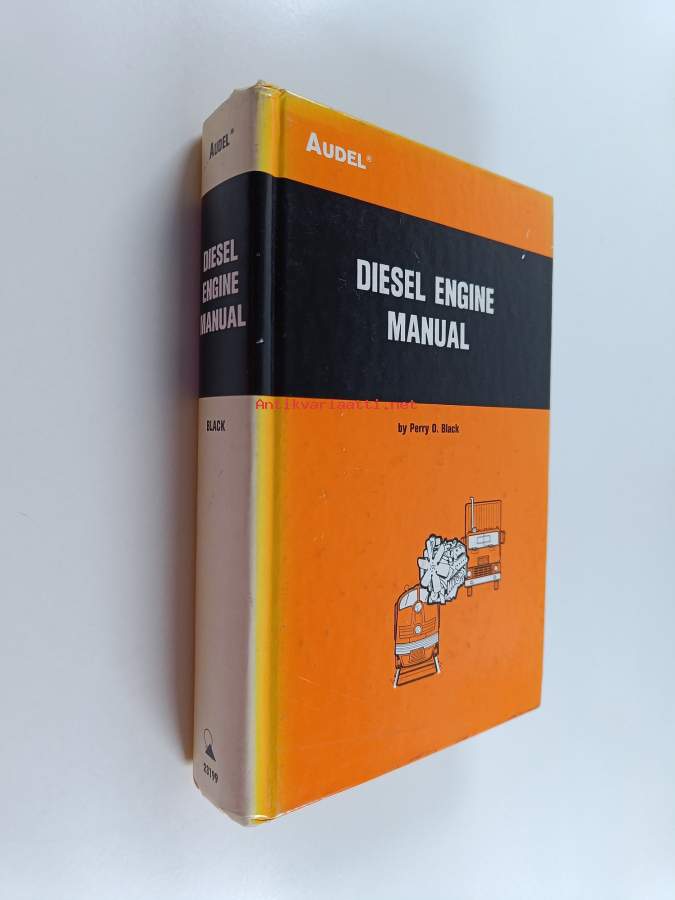 AUDEL®
DIESEL
ENGINE
MANUAL
BLACK
23199
AUDEL®
DIESEL ENGINE
MANUAL
by Perry O. Black
Antikvariaatti.net